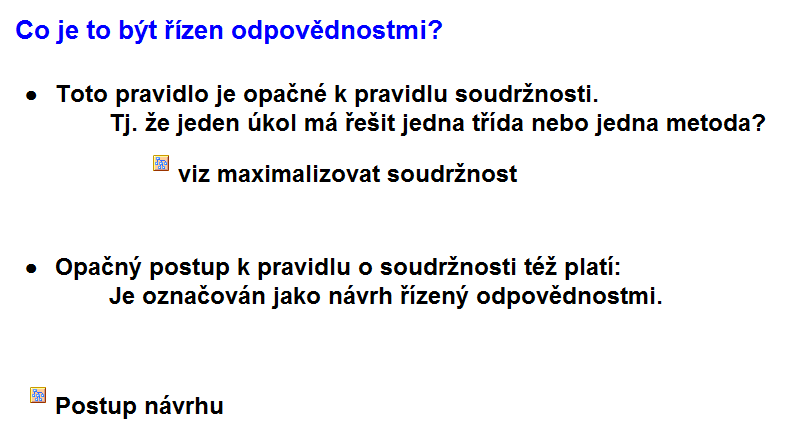 Co je to být řízen odpovědnostmi?
● Toto pravidlo je opačné k pravidlu soudržnosti.
Tj. že jeden úkol má řešit jedna třída nebo jedna metoda?
viz maximalizovat soudržnost
● Opačný postup k pravidlu o soudržnosti též platí:
Je označován jako návrh řízený odpovědnostmi.
Postup návrhu